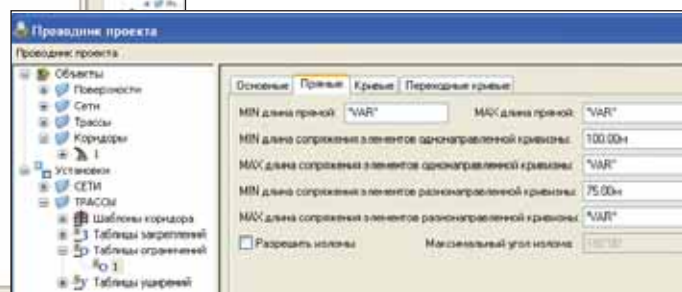 Проводник проекта
Проводник проекта
Объекты
Поверхности
Сети
Трассы
Коридоры
1
Установки
СЕТИ
ТРАССЫ
Шаблоны коридора
Таблицы закреплений
Таблицы ограничений
1
Таблицы уширений
Основные Прямые Кривые Переходные кривые
MIN длина прямой: "VAR" MAX длина прямой: "VAR"
MIN длина сопряжения элементов однонаправленной кривизны: 100.00м
MAX длина сопряжения элементов однонаправленной кривизны: "VAR"
MIN длина сопряжения элементов разнонаправленной кривизны: 75.00м
MAX длина сопряжения элементов разнонаправленной кривизны: "VAR"
Разрешить изломы Максимальный угол излома: